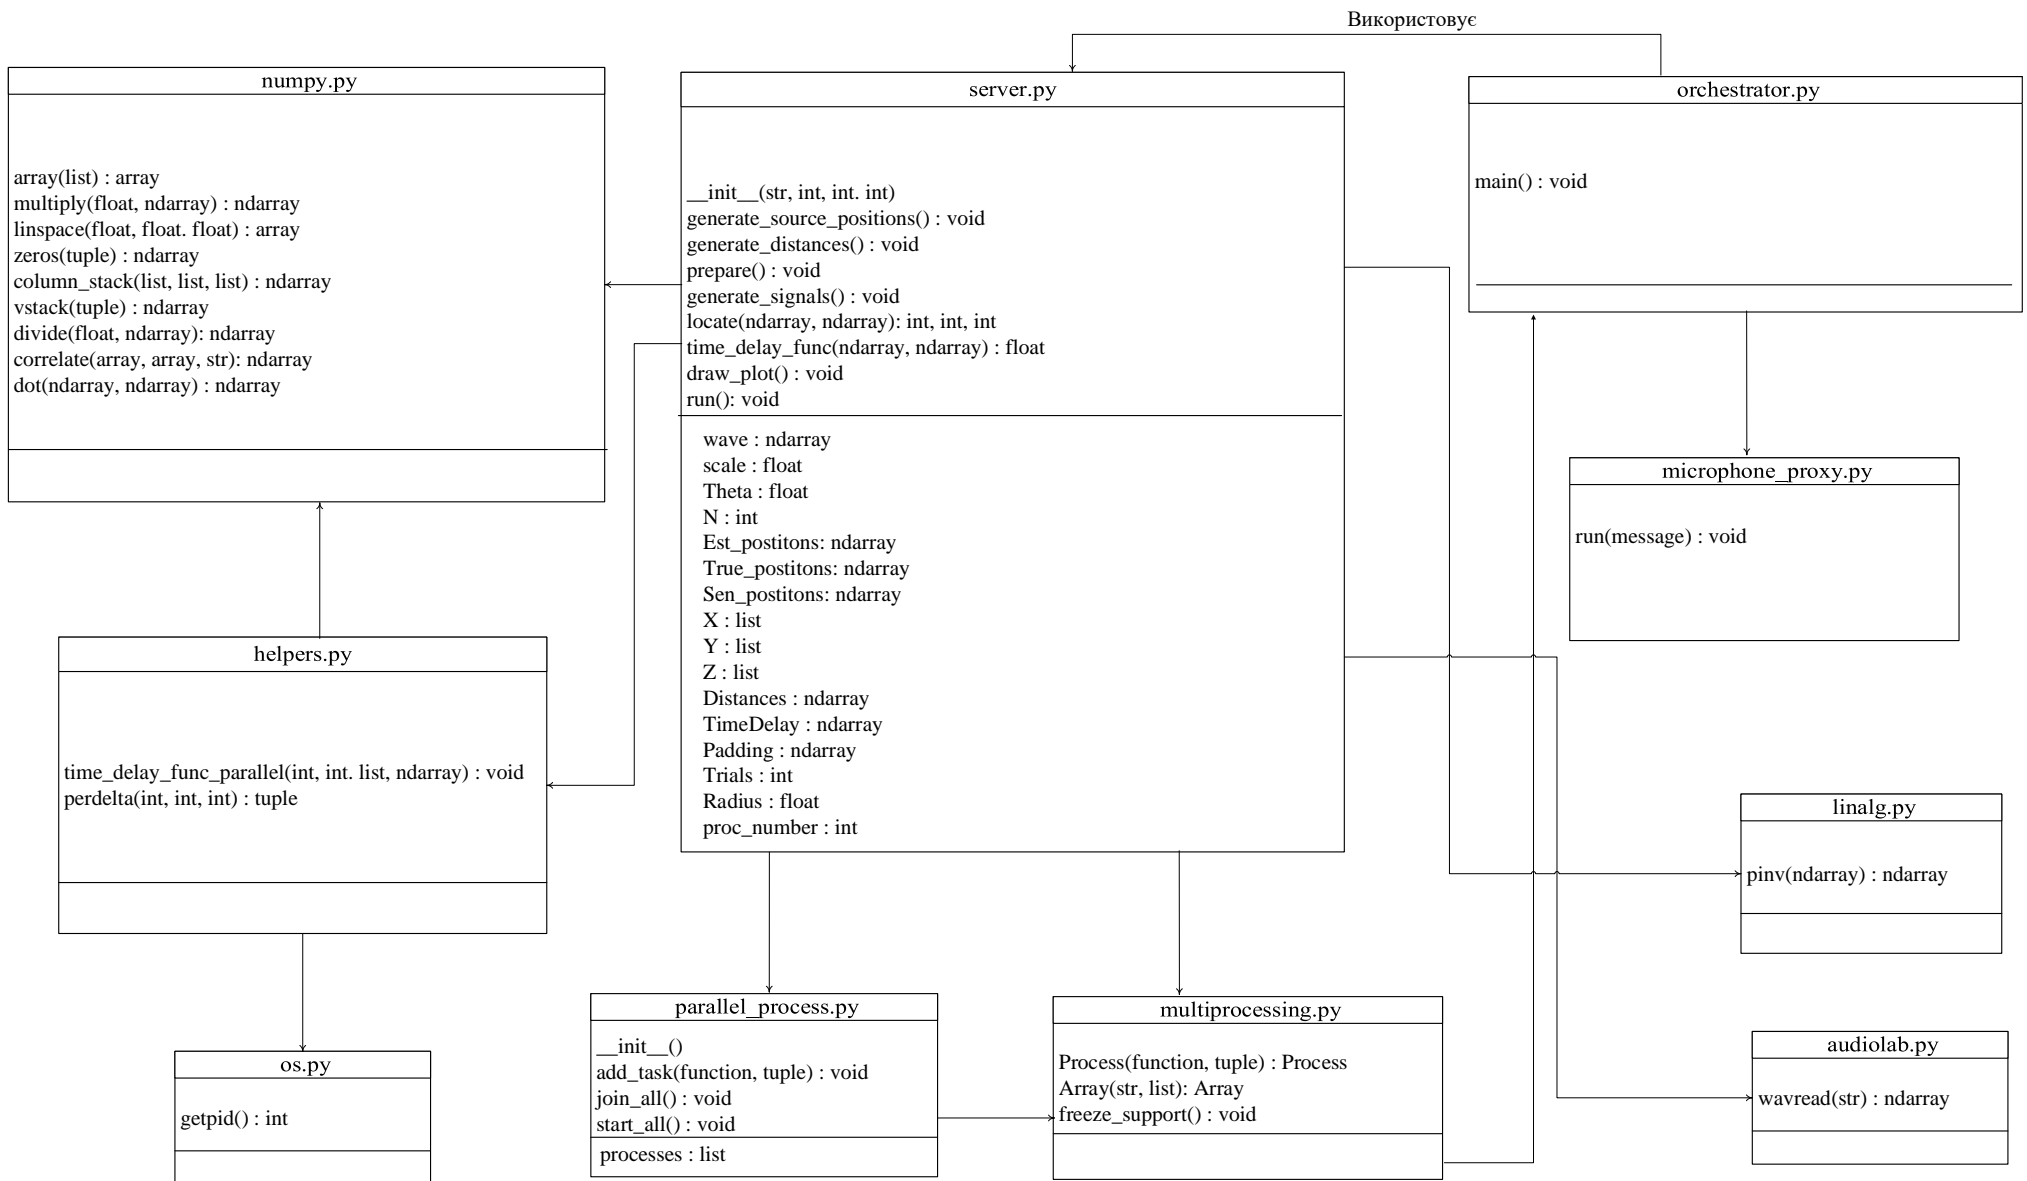 Використовує
numpy.py
array(list) : array
multiply(float, ndarray) : ndarray
linspace(float, float. float) : array
zeros(tuple) : ndarray
column_stack(list, list, list) : ndarray
vstack(tuple) : ndarray
divide(float, ndarray): ndarray
correlate(array, array, str): ndarray
dot(ndarray, ndarray) : ndarray
server.py
__init__(str, int, int. int)
generate_source_positions() : void
generate_distances() : void
prepare() : void
generate_signals() : void
locate(ndarray, ndarray): int, int, int
time_delay_func(ndarray, ndarray) : float
draw_plot() : void
run(): void
wave : ndarray
scale : float
Theta : float
N : int
Est_postitons: ndarray
True_postitons: ndarray
Sen_postitons: ndarray
X : list
Y : list
Z : list
Distances : ndarray
TimeDelay : ndarray
Padding : ndarray
Trials : int
Radius : float
proc_number : int
orchestrator.py
main() : void
microphone_proxy.py
run(message) : void
helpers.py
time_delay_func_parallel(int, int. list, ndarray) : void
perdelta(int, int, int) : tuple
linalg.py
pinv(ndarray) : ndarray
os.py
getpid() : int
parallel_process.py
__init__()
add_task(function, tuple) : void
join_all() : void
start_all() : void
processes : list
multiprocessing.py
Process(function, tuple) : Process
Array(str, list): Array
freeze_support() : void
audiolab.py
wavread(str) : ndarray